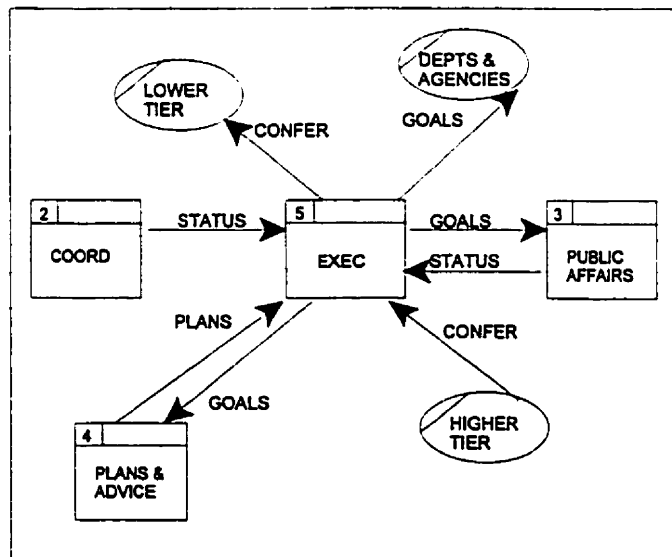 LOWER
TIER
DEPTS &
AGENCIES
CONFER
GOALS
2
COORD
STATUS
5
EXEC
GOALS
STATUS
3
PUBLIC
AFFAIRS
PLANS
GOALS
CONFER
4
PLANS &
ADVICE
HIGHER
TIER